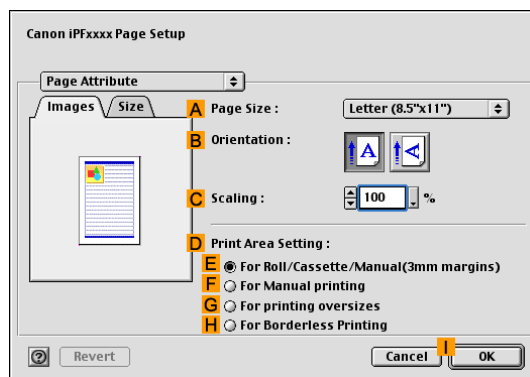 Canon iPFxxxx Page Setup
Page Attribute
Images Size
A Page Size : Letter (8.5"x11")
B Orientation :
A A
C Scaling : 100 %
D Print Area Setting :
E For Roll/Cassette/Manual(3mm margins)
F For Manual printing
G For printing oversizes
H For Borderless Printing
I
? Revert Cancel OK